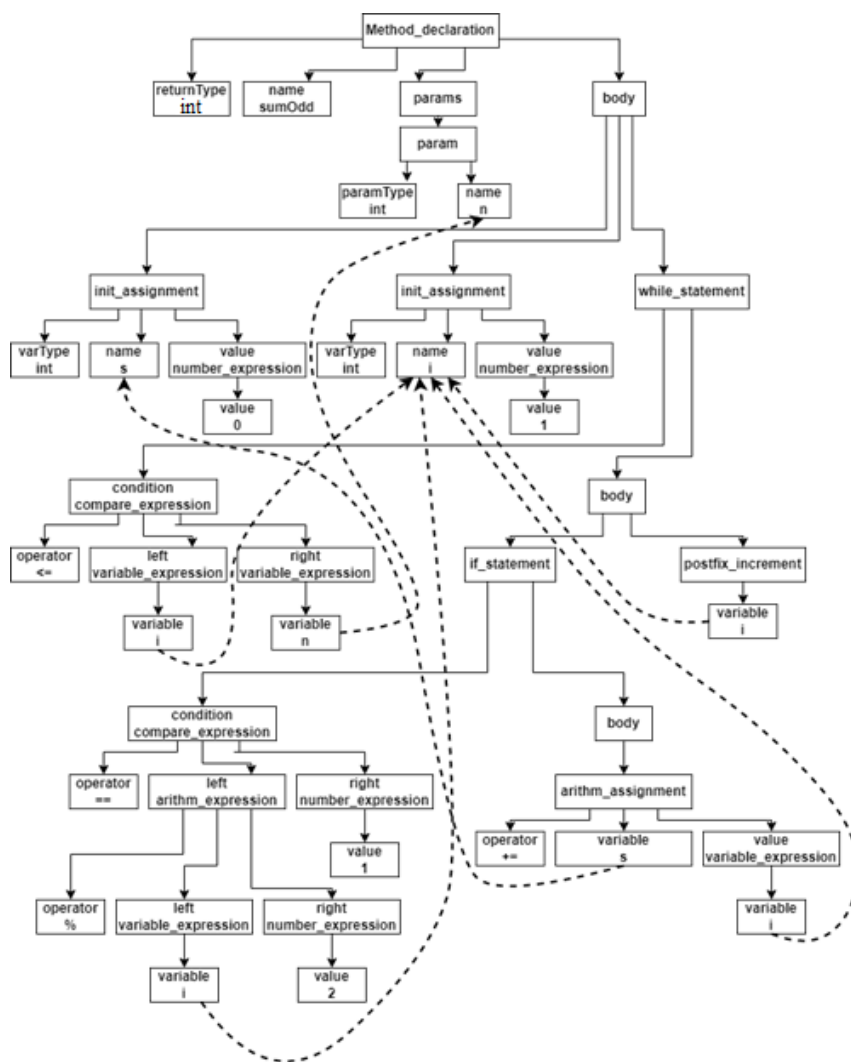 Method_declaration
returnType
int
name
sumOdd
params
body
param
paramType
int
name
n
init_assignment
init_assignment
while_statement
varType
int
name
s
value
number_expression
varType
int
name
i
value
number_expression
value
0
value
1
condition
compare_expression
body
operator
<=
left
variable_expression
right
variable_expression
if_statement
postfix_increment
variable
i
variable
n
variable
i
condition
compare_expression
body
operator
==
left
arithm_expression
right
number_expression
arithm_assignment
value
1
operator
+=
variable
s
value
variable_expression
operator
%
left
variable_expression
right
number_expression
variable
i
variable
i
value
2